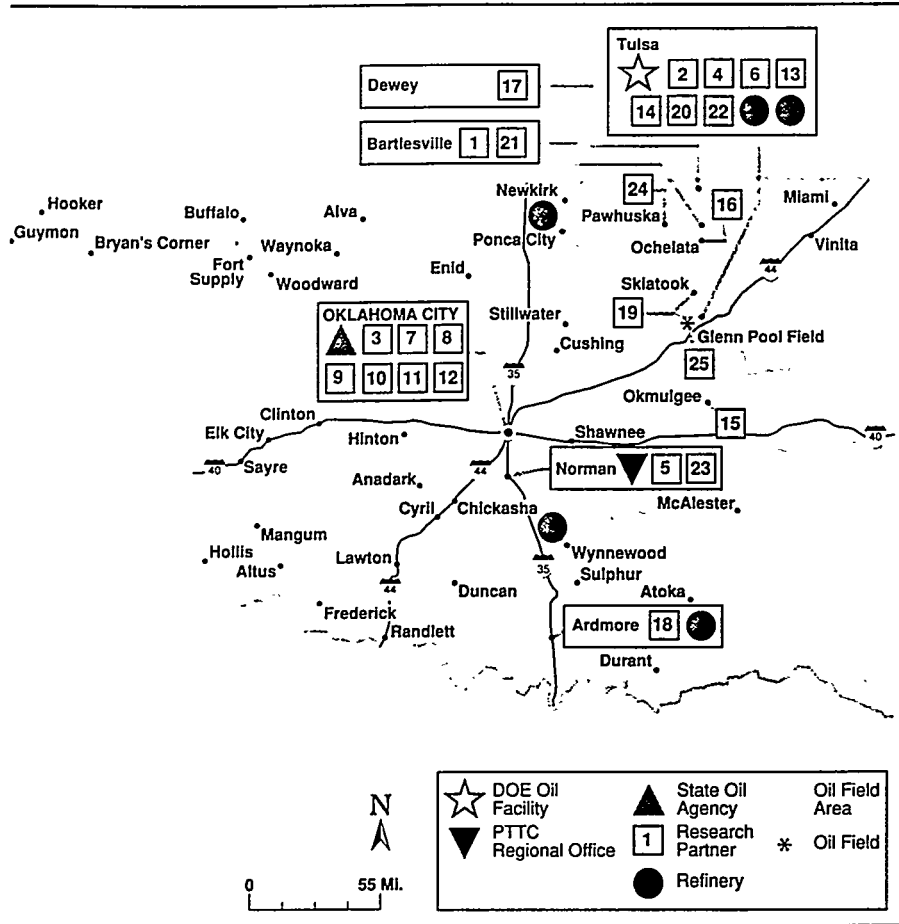 Tulsa
2 4 6 13
14 20 22
Dewey 17
Bartlesville 1 21
Hooker
Guymon
Bryan's Corner
Buffalo
Fort
Supply
Waynoka
Woodward
Alva
Enid
Newkirk
Ponca City
24
Pawhuska
16
Ochelata
Miami
Vinita
44
Skiatook
19
Glenn Pool Field
25
Stillwater
Cushing
OKLAHOMA CITY
3 7 8
9 10 11 12
35
Okmulgee
15
Clinton
Elk City
Hinton
Shawnee
40
40
Sayre
44
Norman 5 23
Anadark
McAlester
Cyril
Chickasha
Mangum
Hollis
Altus
Lawton
44
Wynnewood
35
Sulphur
Duncan
Atoka
Frederick
Randlett
Ardmore 18
Durant
N
0 55 MI.
DOE Oil
Facility
PTTC
Regional Office
State Oil
Agency
1 Research
Partner
Refinery
Oil Field
Area
* Oil Field